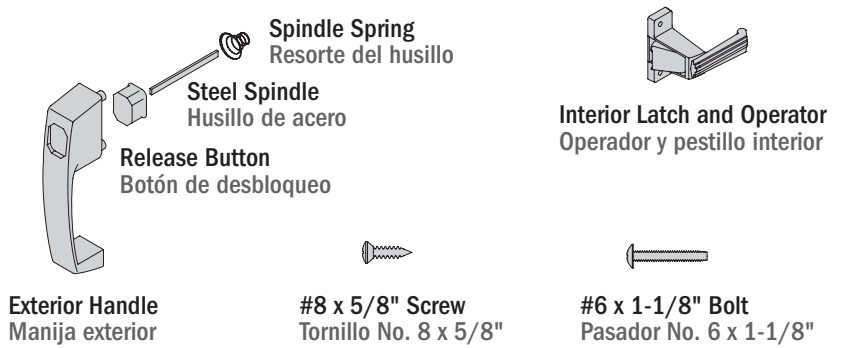 Spindle Spring
Resorte del husillo
Steel Spindle
Husillo de acero
Release Button
Botón de desbloqueo
Interior Latch and Operator
Operador y pestillo interior
Exterior Handle
Manija exterior
#8 x 5/8" Screw
Tornillo No. 8 x 5/8"
#6 x 1-1/8" Bolt
Pasador No. 6 x 1-1/8"